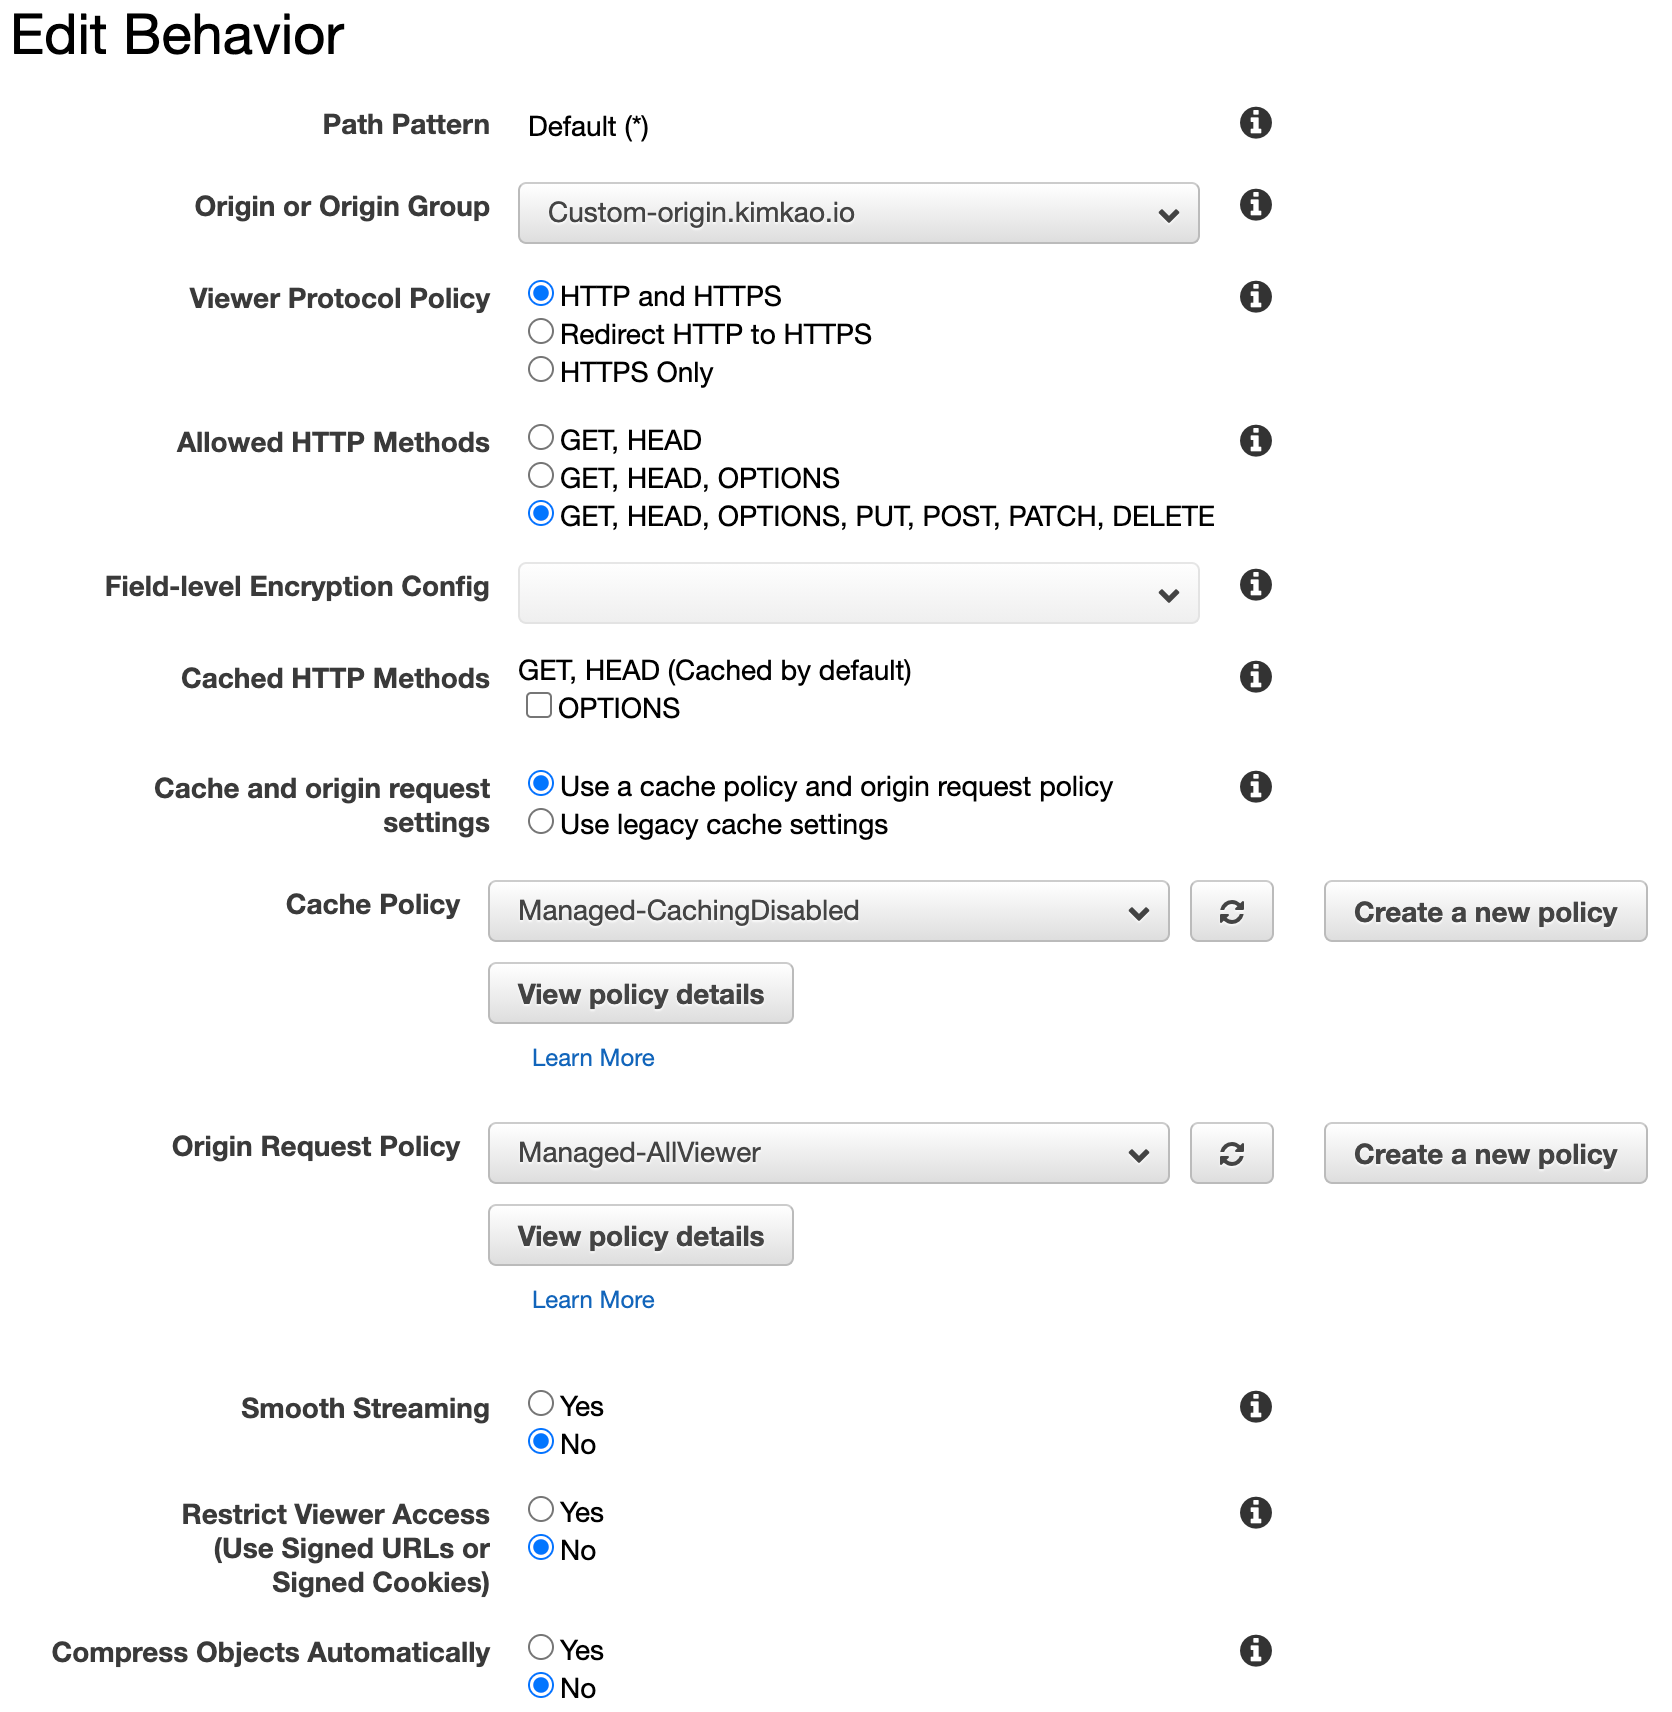 Edit Behavior
Path Pattern Default (*)
Origin or Origin Group Custom-origin.kimkao.io
Viewer Protocol Policy HTTP and HTTPS
Redirect HTTP to HTTPS
HTTPS Only
Allowed HTTP Methods GET, HEAD
GET, HEAD, OPTIONS
GET, HEAD, OPTIONS, PUT, POST, PATCH, DELETE
Field-level Encryption Config
Cached HTTP Methods GET, HEAD (Cached by default)
OPTIONS
Cache and origin request Use a cache policy and origin request policy
settings Use legacy cache settings
Cache Policy Managed-CachingDisabled Create a new policy
View policy details
Learn More
Origin Request Policy Managed-AllViewer Create a new policy
View policy details
Learn More
Smooth Streaming Yes
No
Restrict Viewer Access Yes
(Use Signed URLs or No
Signed Cookies)
Compress Objects Automatically Yes
No